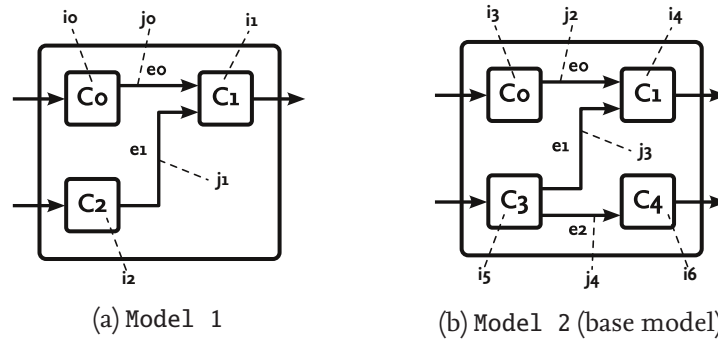 i0 j0 i1
e0
C0 C1
e1
j1
C2
i2
(a) Model 1
i3 j2 i4
e0
C0 C1
e1
j3
C3 C4
e2
i5 j4 i6
(b) Model 2 (base model)